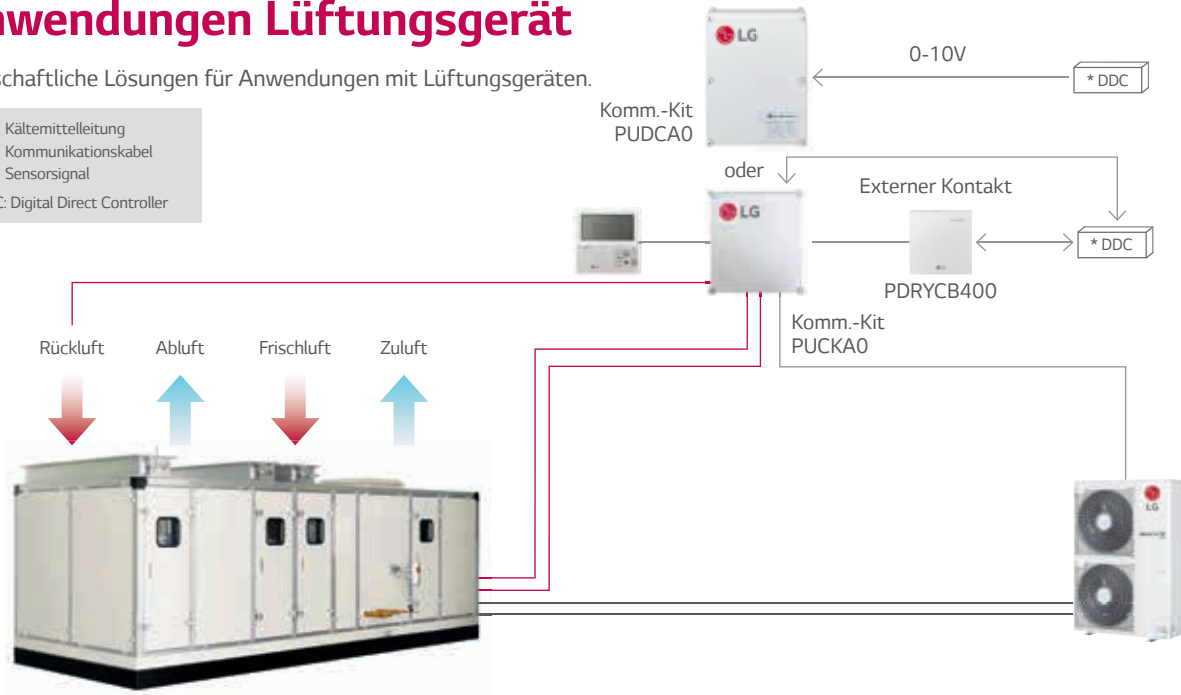 nwendungen Lüftungsgerät
schaftliche Lösungen für Anwendungen mit Lüftungsgeräten.
Kältemittelleitung
Kommunikationskabel
Sensorsignal
C: Digital Direct Controller
LG
Komm.-Kit
PUDCA0
0-10V
* DDC
oder
LG
Externer Kontakt
* DDC
PDRYCB400
Komm.-Kit
PUCKA0
Rückluft
Abluft
Frischluft
Zuluft
LG